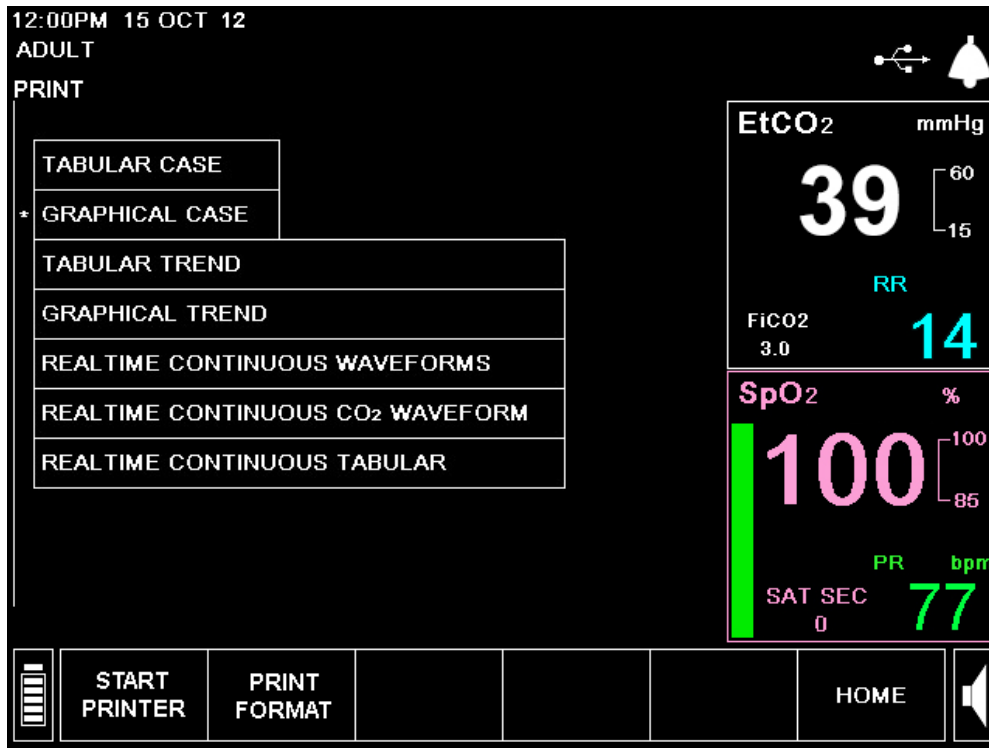 12:00PM 15 OCT 12
ADULT
PRINT
TABULAR CASE
* GRAPHICAL CASE
TABULAR TREND
GRAPHICAL TREND
REALTIME CONTINUOUS WAVEFORMS
REALTIME CONTINUOUS CO2 WAVEFORM
REALTIME CONTINUOUS TABULAR
EtCO2 mmHg
39
60
15
RR
FiCO2
3.0
14
SpO2 %
100
100
85
PR bpm
SAT SEC
0
77
START
PRINTER
PRINT
FORMAT
HOME